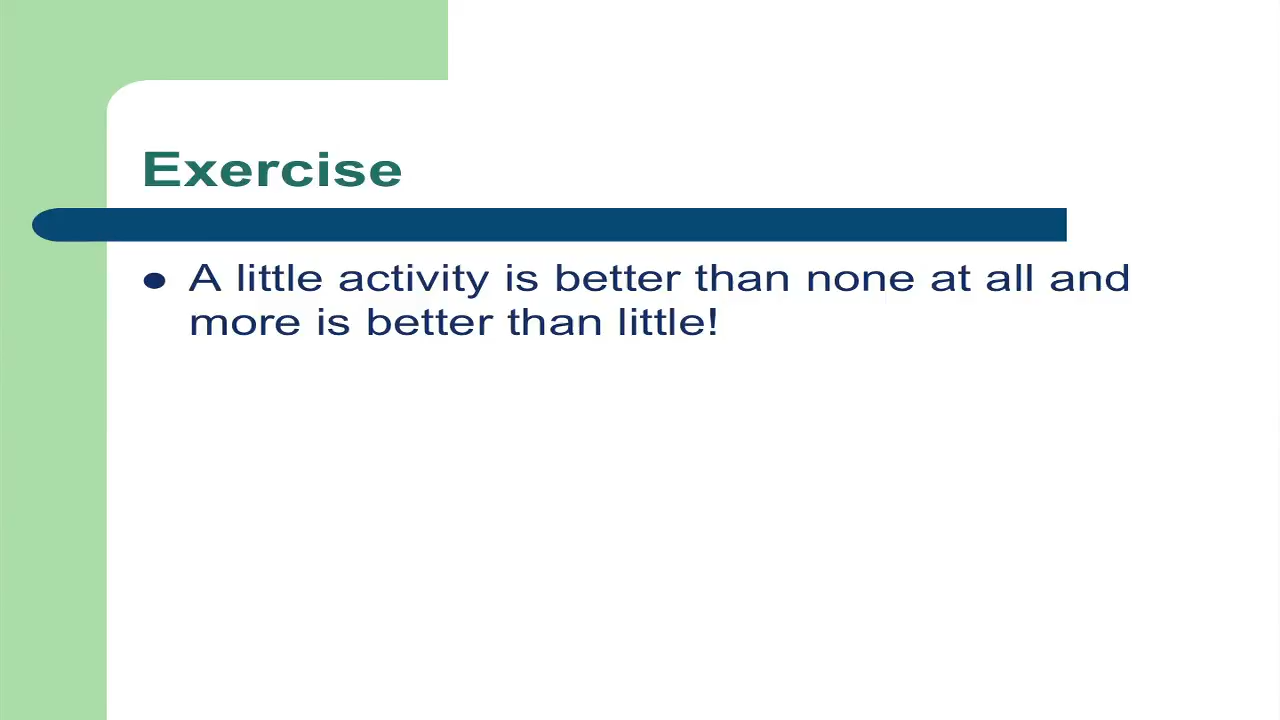 Exercise
A little activity is better than none at all and
more is better than little!